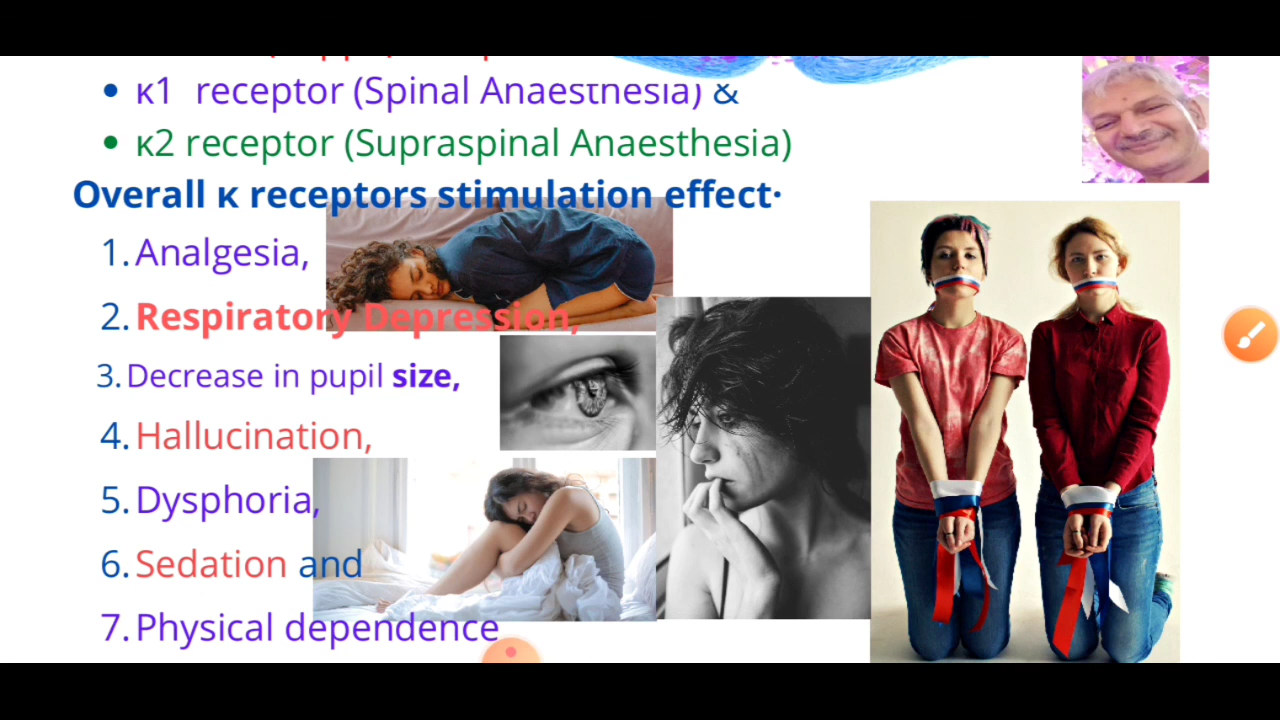 • κ1 receptor (Spinal Anaesthesia) &
• κ2 receptor (Supraspinal Anaesthesia)
Overall κ receptors stimulation effect·
1. Analgesia,
2. Respiratory Depression,
3. Decrease in pupil size,
4. Hallucination,
5. Dysphoria,
6. Sedation and
7. Physical dependence